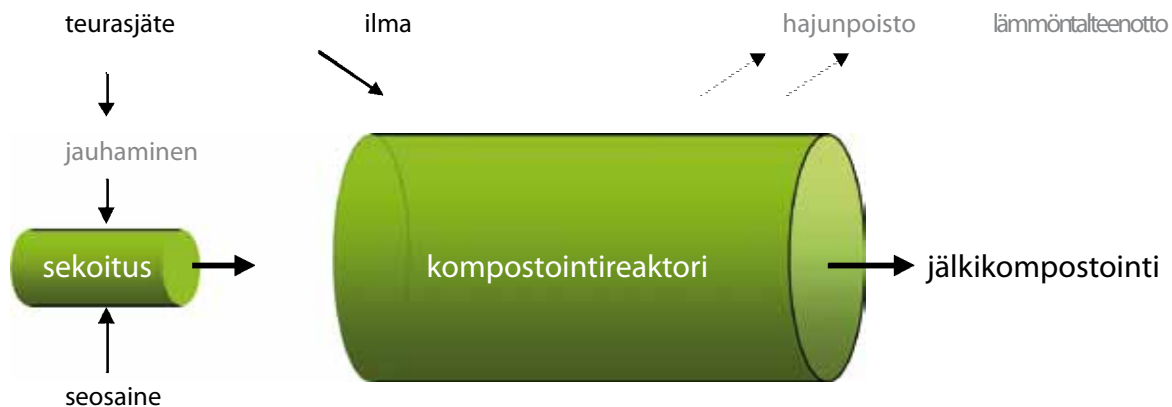 teurasjäte ilma hajunpoisto lämmöntalteenotto
jauhaminen
sekoitus kompostointireaktori jälkikompostointi
seosaine